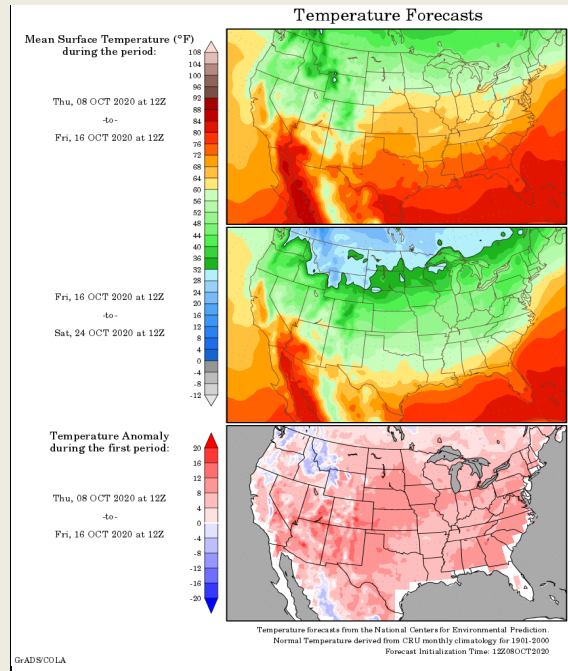 Temperature Forecasts
Mean Surface Temperature (°F)
during the period:
Thu, 08 OCT 2020 at 12Z
-to-
Fri, 16 OCT 2020 at 12Z
108
104
100
96
92
88
84
80
76
72
68
64
60
56
52
48
44
40
36
32
28
24
20
16
12
8
4
0
-4
-8
-12
Fri, 16 OCT 2020 at 12Z
-to-
Sat, 24 OCT 2020 at 12Z
Temperature Anomaly
during the first period:
Thu, 08 OCT 2020 at 12Z
-to-
Fri, 16 OCT 2020 at 12Z
20
16
12
8
4
0
-4
-8
-12
-16
-20
Temperature forecasts from the National Centers for Environmental Prediction.
Normal Temperature derived from CRU monthly climatology for 1901-2000
Forecast Initialization Time: 12Z08OCT2020
GrADS/COLA